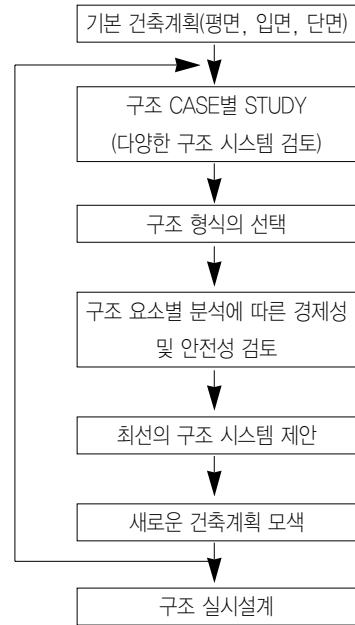 기본 건축계획(평면, 입면, 단면)
구조 CASE별 STUDY
(다양한 구조 시스템 검토)
구조 형식의 선택
구조 요소별 분석에 따른 경제성
및 안전성 검토
최선의 구조 시스템 제안
새로운 건축계획 모색
구조 실시설계